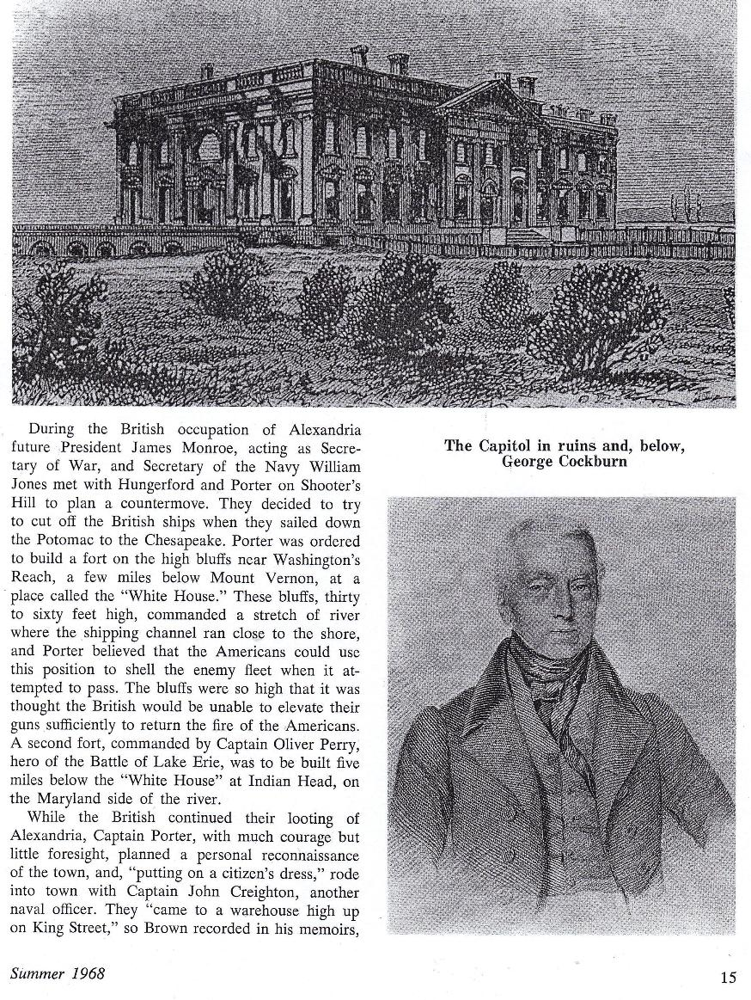 During the British occupation of Alexandria
future President James Monroe, acting as Secre-
tary of War, and Secretary of the Navy William
Jones met with Hungerford and Porter on Shooter's
Hill to plan a countermove. They decided to try
to cut off the British ships when they sailed down
the Potomac to the Chesapeake. Porter was ordered
to build a fort on the high bluffs near Washington's
Reach, a few miles below Mount Vernon, at a
place called the “White House.” These bluffs, thirty
to sixty feet high, commanded a stretch of river
where the shipping channel ran close to the shore,
and Porter believed that the Americans could use
this position to shell the enemy fleet when it at-
tempted to pass. The bluffs were so high that it was
thought the British would be unable to elevate their
guns sufficiently to return the fire of the Americans.
A second fort, commanded by Captain Oliver Perry,
hero of the Battle of Lake Erie, was to be built five
miles below the “White House” at Indian Head, on
the Maryland side of the river.
While the British continued their looting of
Alexandria, Captain Porter, with much courage but
little foresight, planned a personal reconnaissance
of the town, and, “putting on a citizen's dress,” rode
into town with Captain John Creighton, another
naval officer. They “came to a warehouse high up
on King Street,” so Brown recorded in his memoirs,
The Capitol in ruins and, below,
George Cockburn
Summer 1968
15